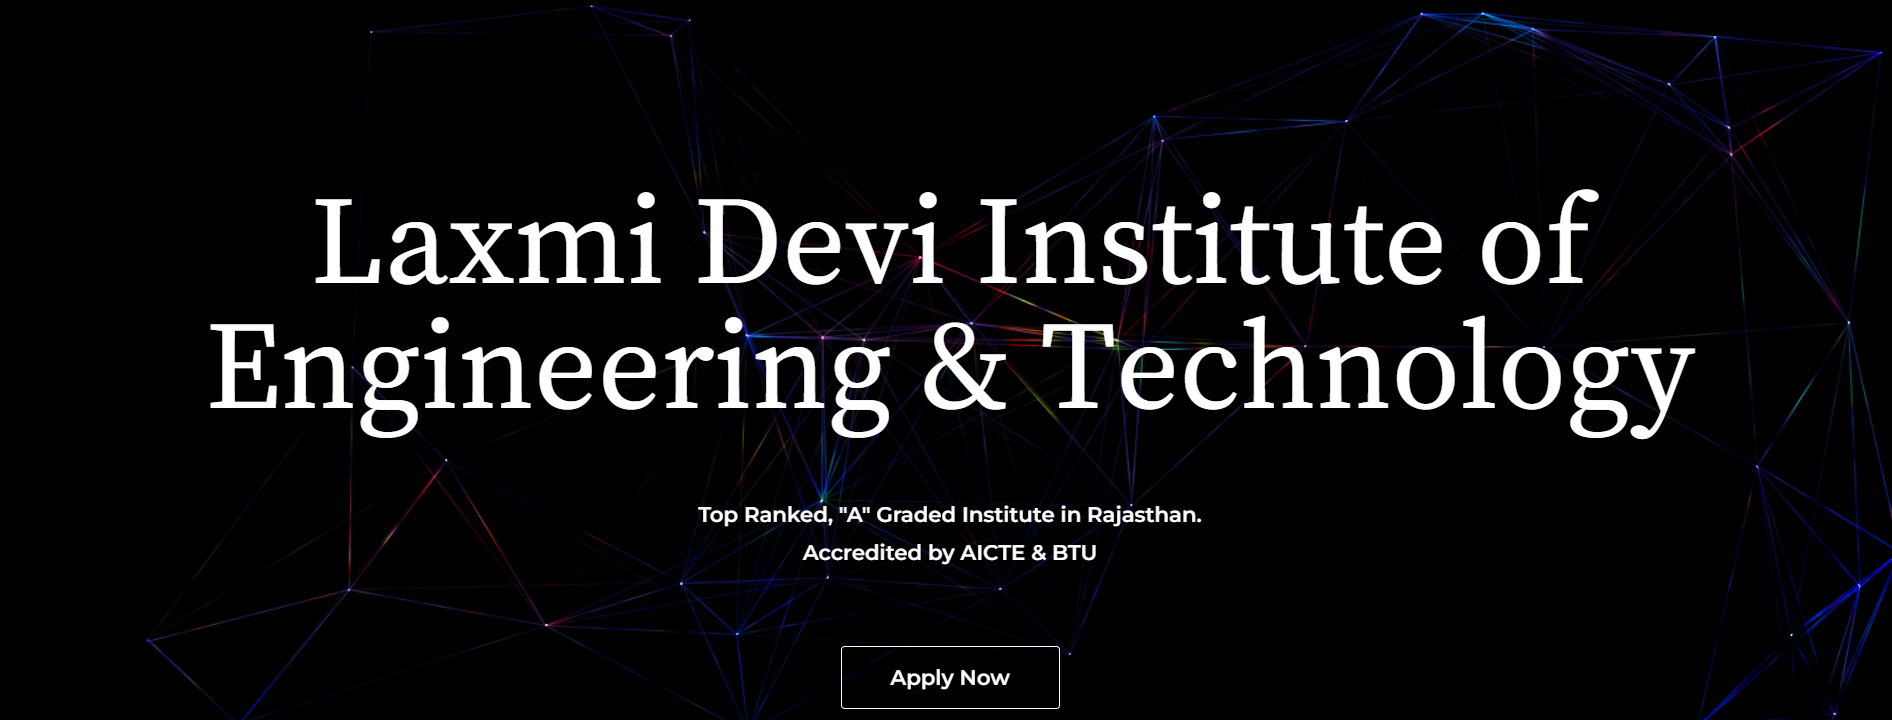 Laxmi Devi Institute of
Engineering & Technology
Top Ranked, "A" Graded Institute in Rajasthan.
Accredited by AICTE & BTU
Apply Now